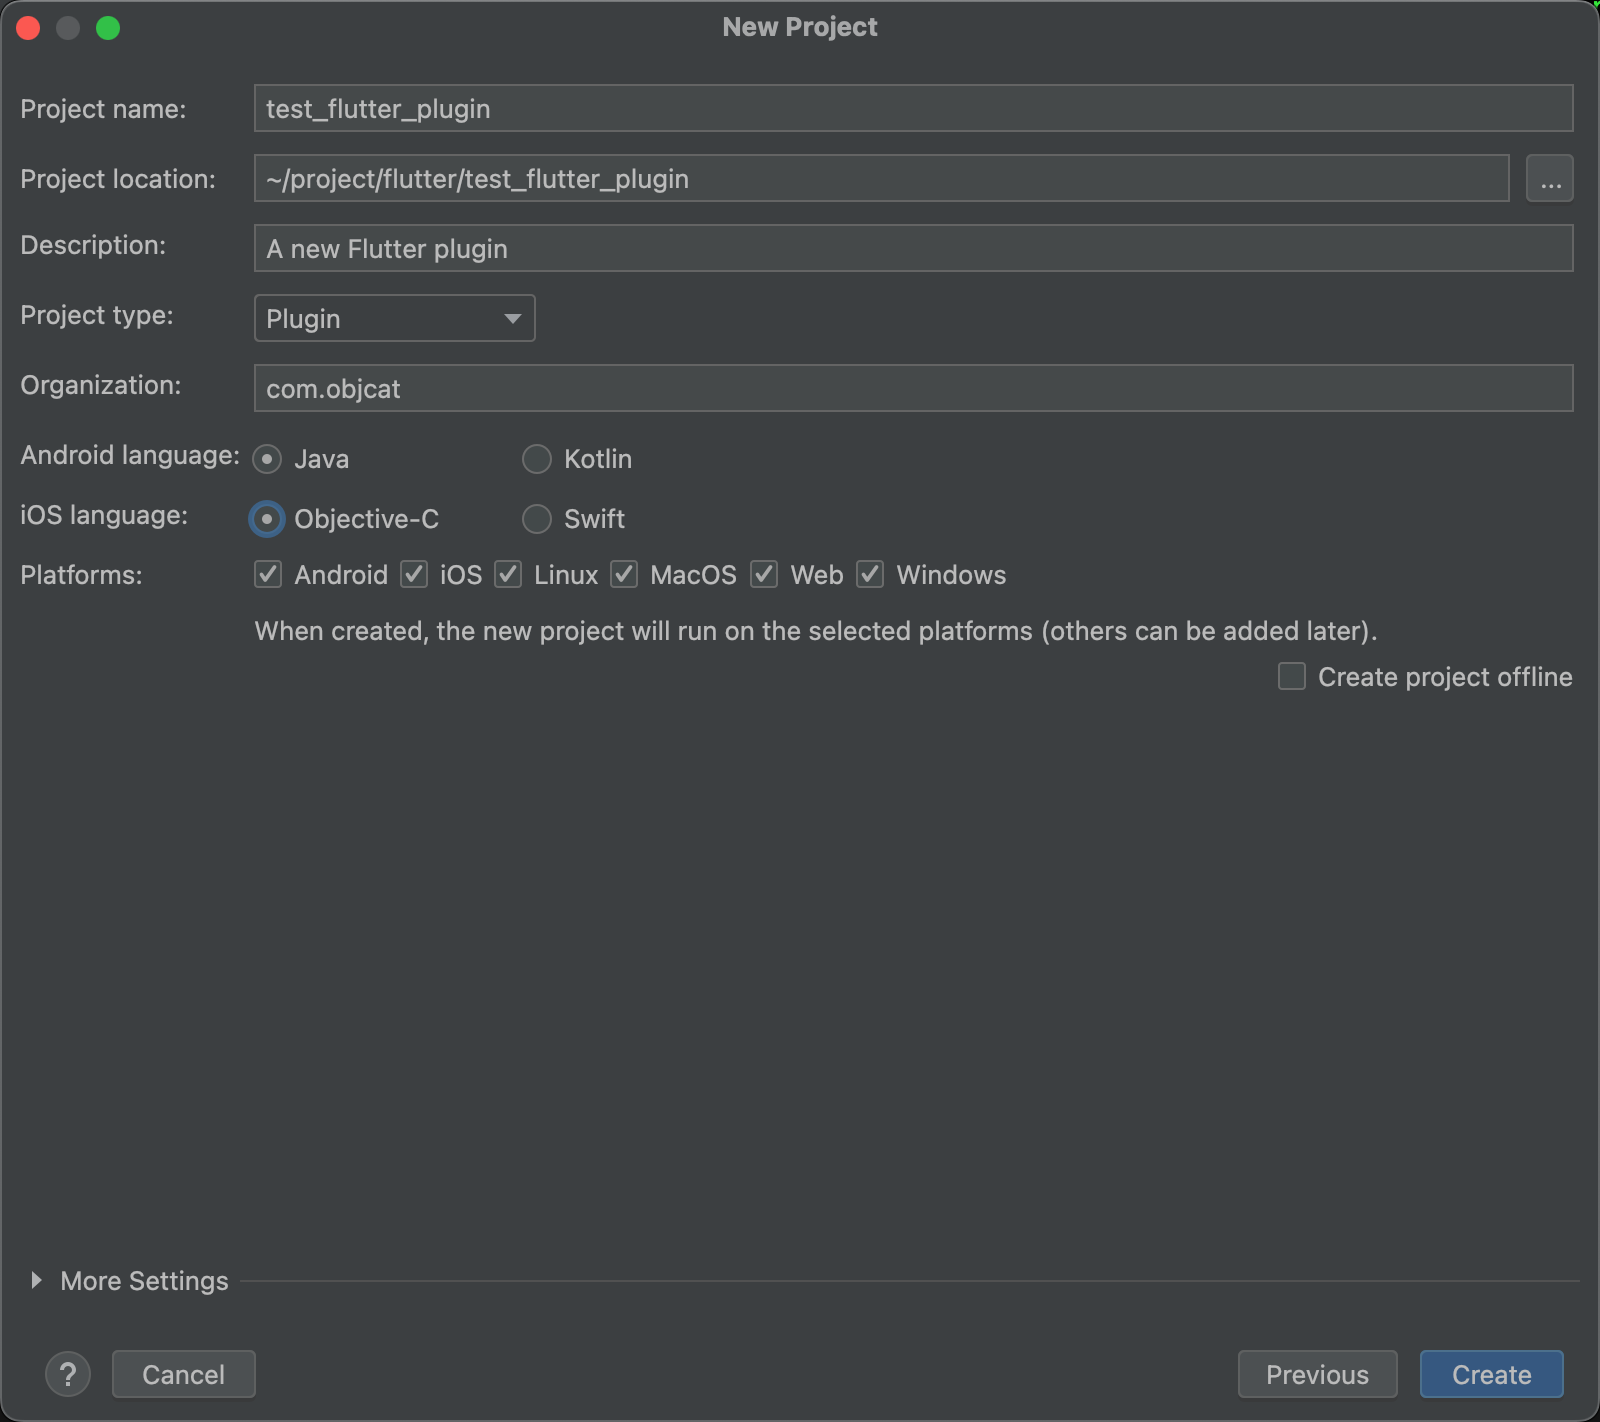 New Project
Project name: test_flutter_plugin
Project location: ~/project/flutter/test_flutter_plugin ...
Description: A new Flutter plugin
Project type: Plugin
Organization: com.objcat
Android language: Java Kotlin
iOS language: Objective-C Swift
Platforms: Android iOS Linux MacOS Web Windows
When created, the new project will run on the selected platforms (others can be added later).
Create project offline
More Settings
? Cancel Previous Create